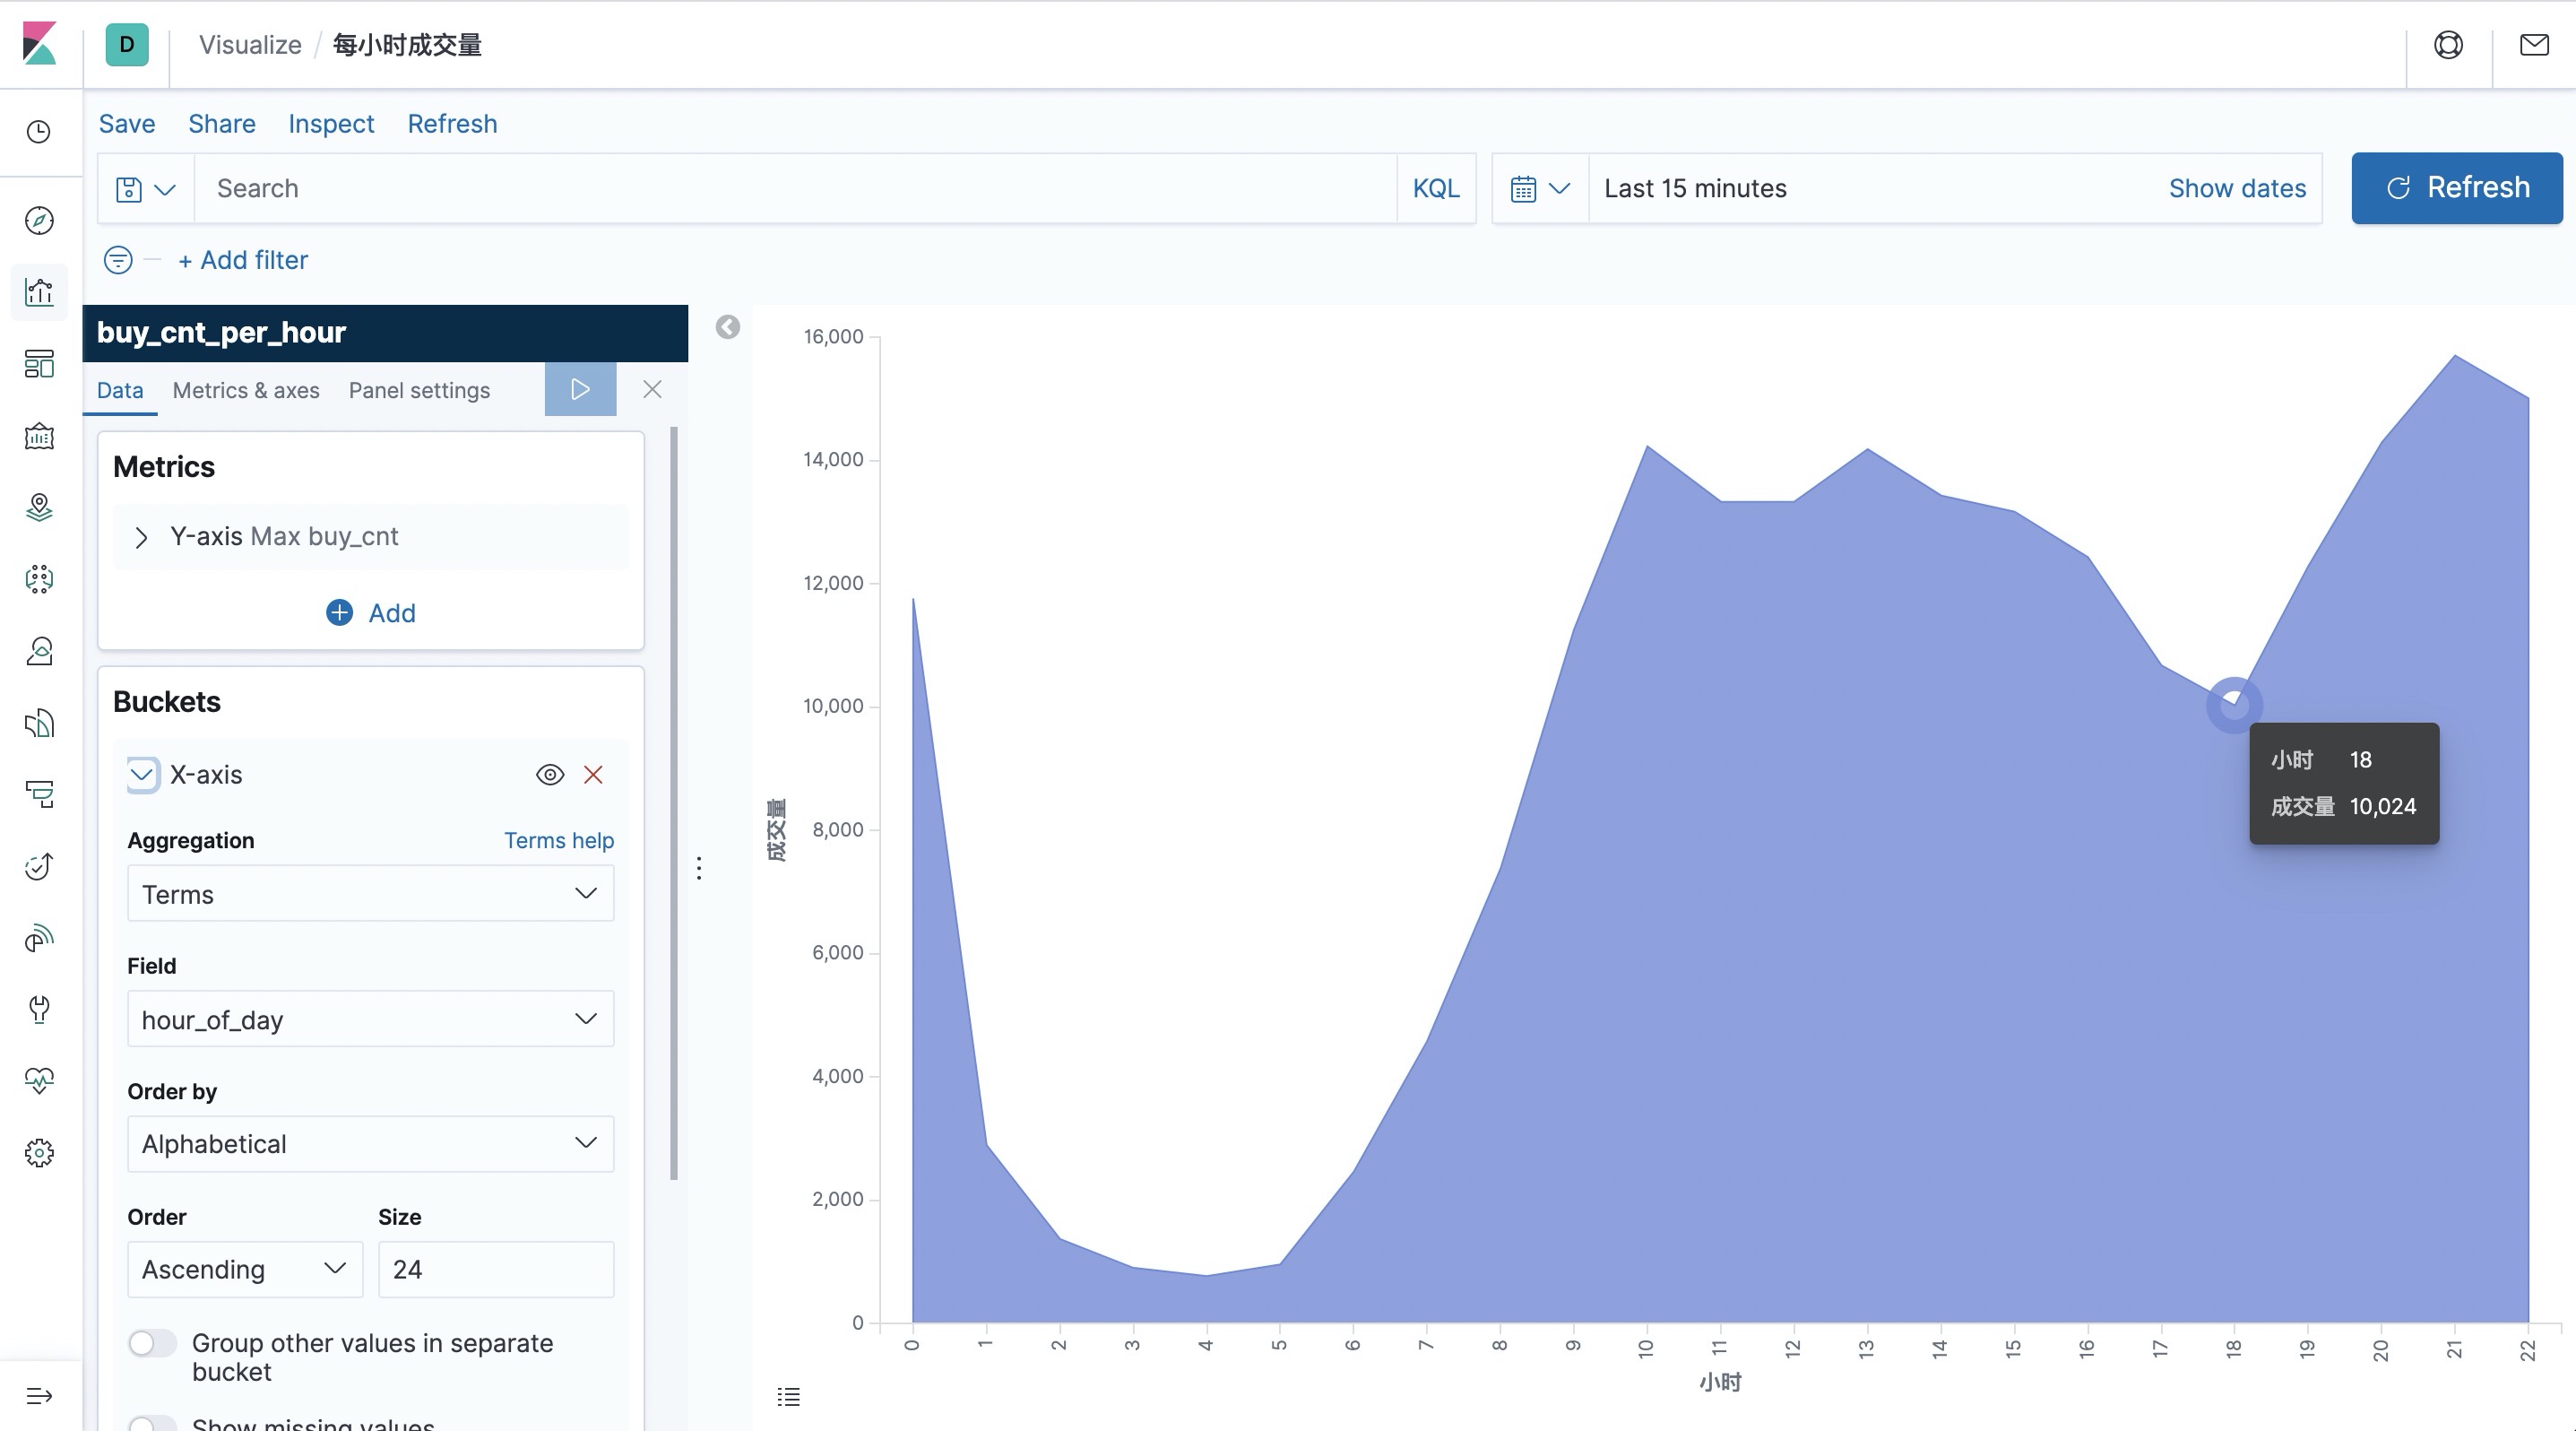 D Visualize / 每小时成交量
Save Share Inspect Refresh
Search KQL Last 15 minutes Show dates Refresh
+ Add filter
buy_cnt_per_hour
Data Metrics & axes Panel settings
Metrics
Y-axis Max buy_cnt
Add
Buckets
X-axis
Aggregation Terms help
Terms
Field
hour_of_day
Order by
Alphabetical
Order Size
Ascending 24
Group other values in separate
bucket
Show missing values
16,000
14,000
12,000
10,000
8,000
6,000
4,000
2,000
0
成交量
小时 18
成交量 10,024
0 1 2 3 4 5 6 7 8 9 10 11 12 13 14 15 16 17 18 19 20 21 22
小时